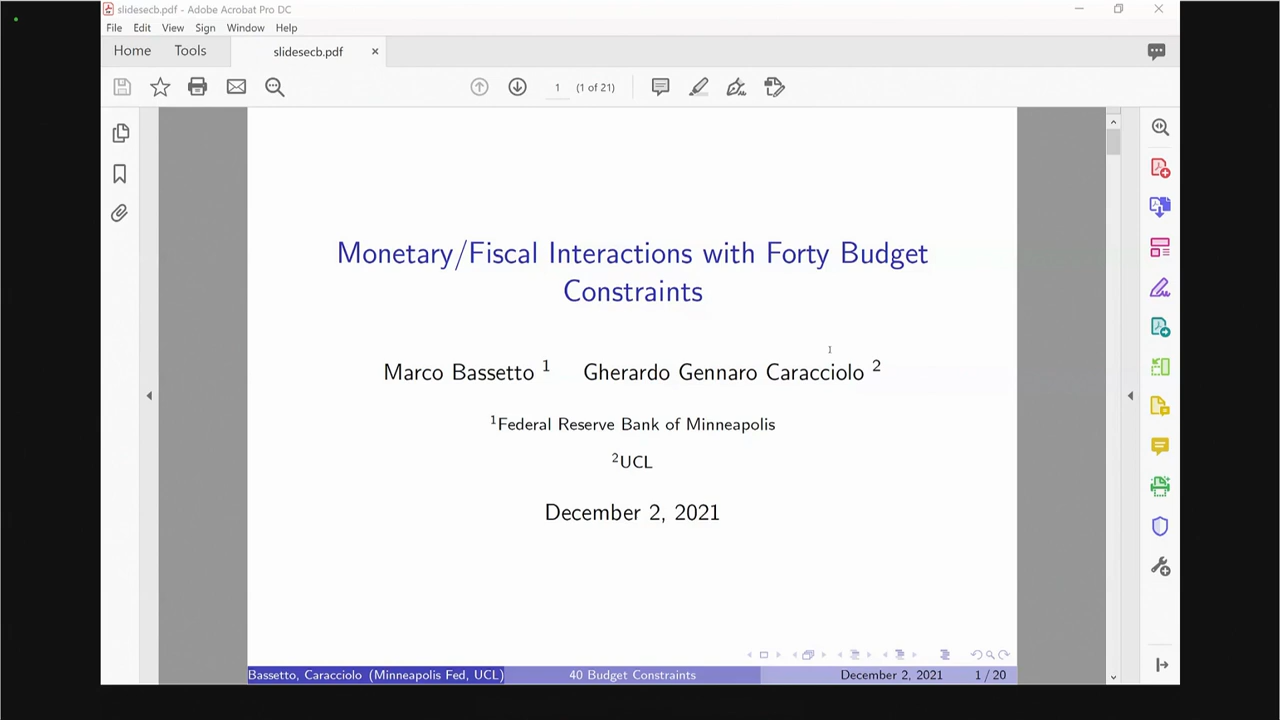 slidesecb.pdf - Adobe Acrobat Pro DC
File Edit View Sign Window Help
Home Tools slidesecb.pdf ×
1 (1 of 21)
Monetary/Fiscal Interactions with Forty Budget
Constraints
Marco Bassetto 1 Gherardo Gennaro Caracciolo 2
1Federal Reserve Bank of Minneapolis
2UCL
December 2, 2021
Bassetto, Caracciolo (Minneapolis Fed, UCL) 40 Budget Constraints December 2, 2021 1 / 20